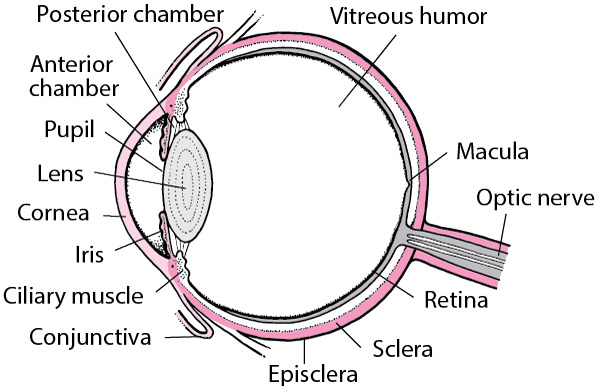 Posterior chamber
Vitreous humor
Anterior
chamber
Pupil
Macula
Lens
Optic nerve
Cornea
Iris
Ciliary muscle
Retina
Conjunctiva
Sclera
Episclera